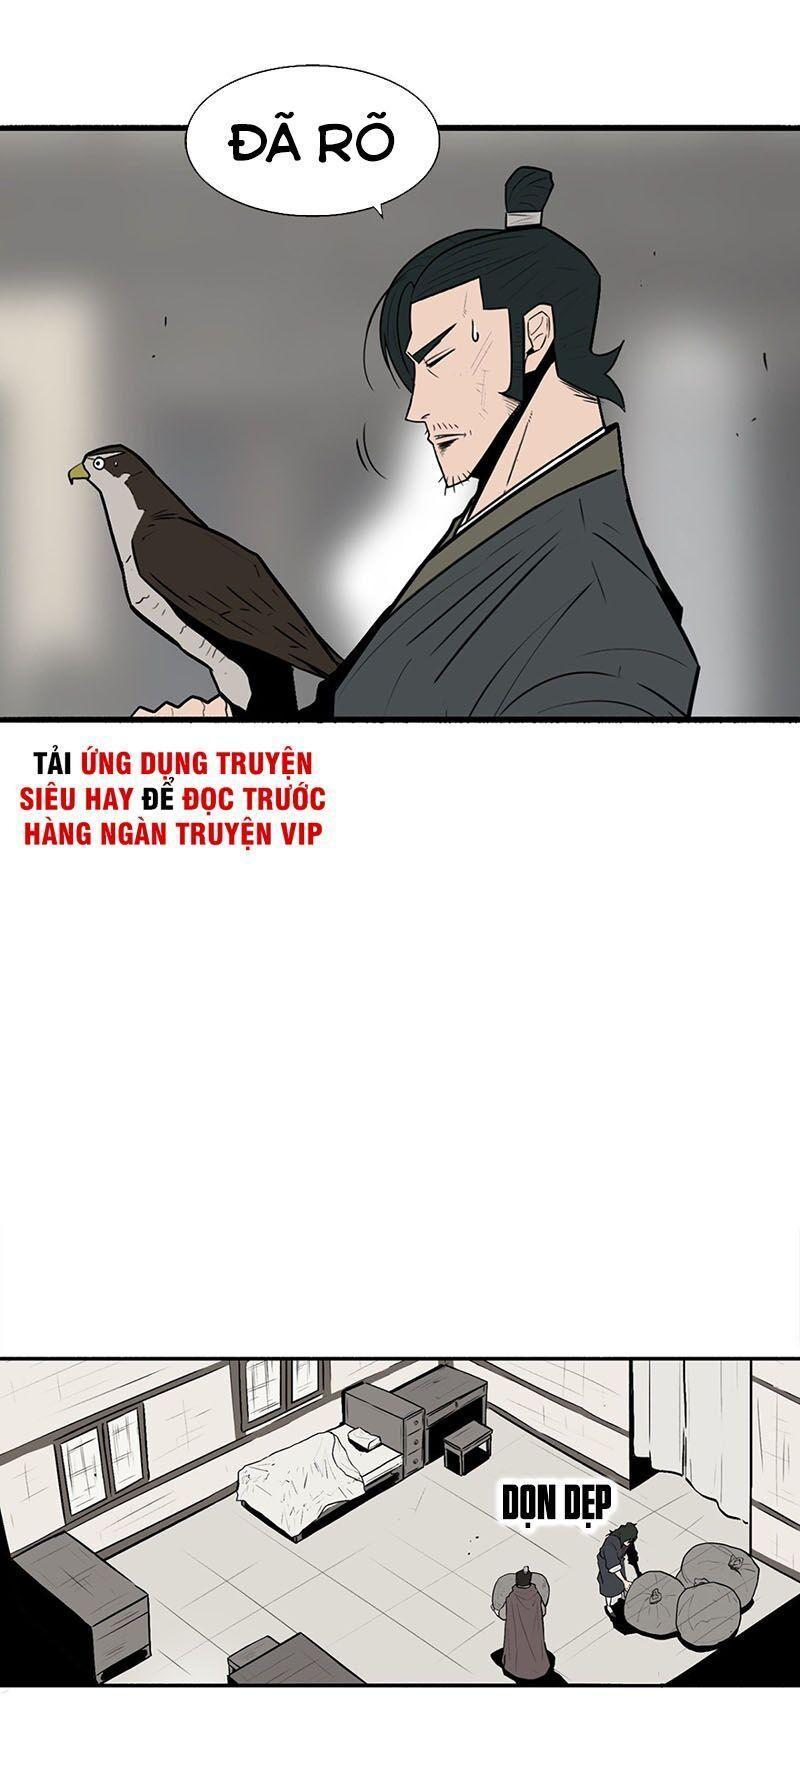 ĐÃ RÕ
TẢI ỨNG DỤNG TRUYỆN
SIÊU HAY ĐỂ ĐỌC TRƯỚC
HÀNG NGÀN TRUYỆN VIP
DỌN DẸP